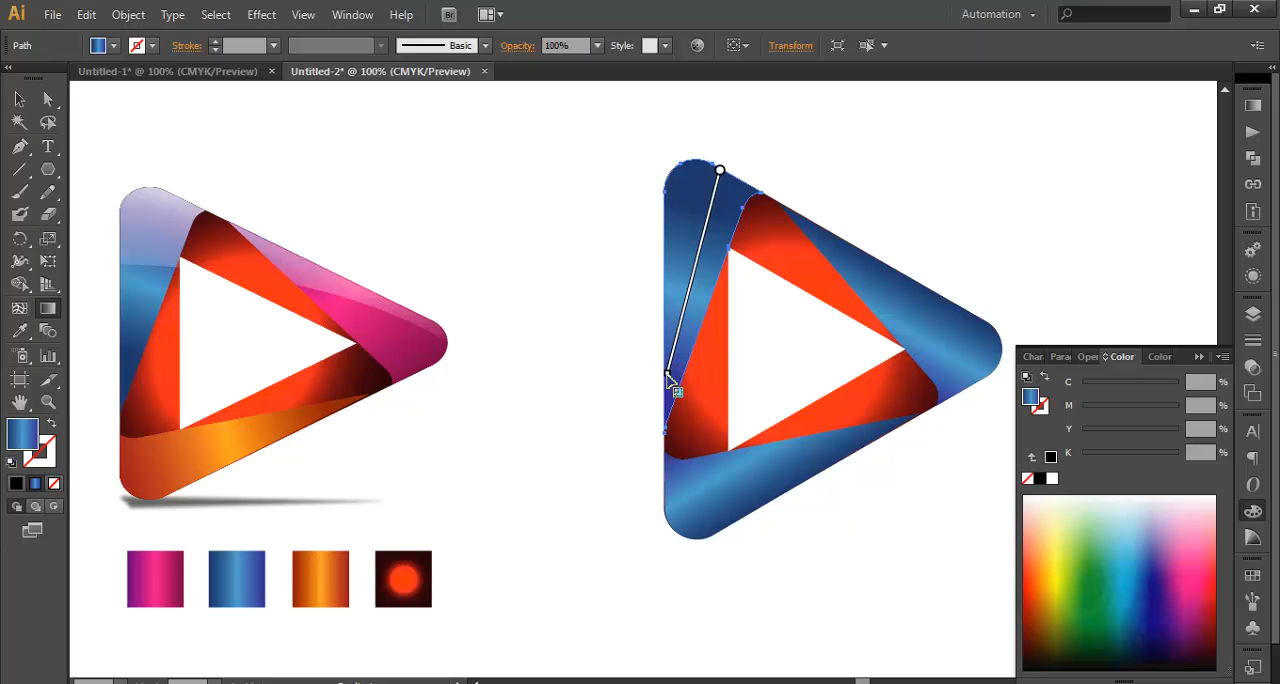 Ai File Edit Object Type Select Effect View Window Help Br Automation
Path Stroke: Basic Opacity: 100% Style: Transform
Untitled-1* @ 100% (CMYK/Preview) × Untitled-2* @ 100% (CMYK/Preview) ×
T
Char Para Oper Color Color
C %
M %
Y %
K %
A